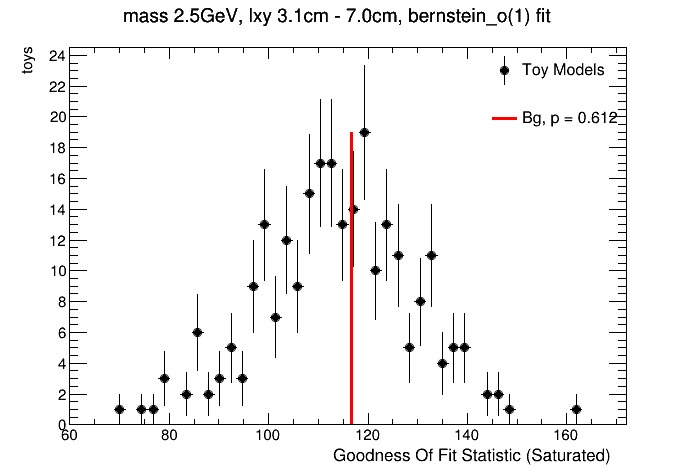 mass 2.5GeV, lxy 3.1cm - 7.0cm, bernstein_o(1) fit
toys
24
22
20
18
16
14
12
10
8
6
4
2
0
Toy Models
Bg, p = 0.612
60 80 100 120 140 160
Goodness Of Fit Statistic (Saturated)